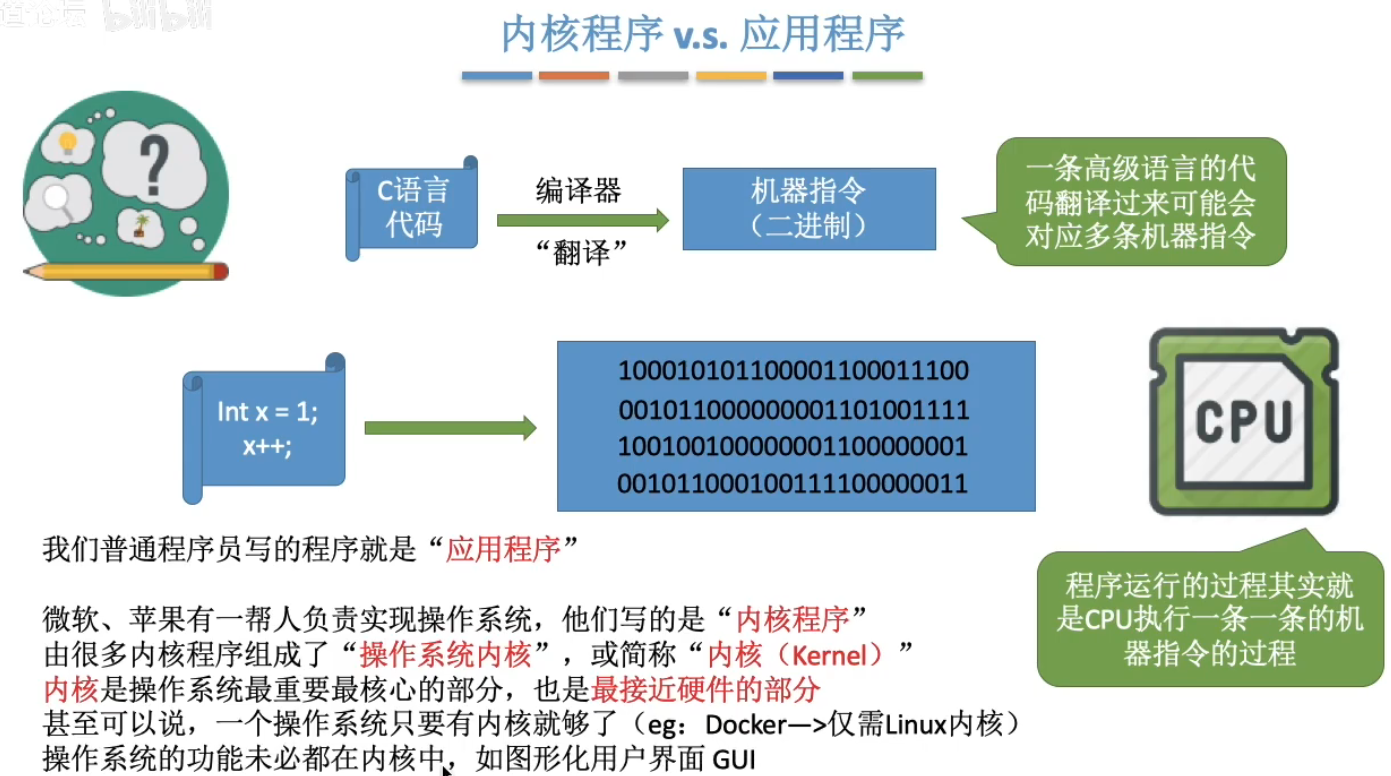 bilibili
内核程序 v.s. 应用程序
?
C语言
代码
编译器
“翻译”
机器指令
（二进制）
一条高级语言的代
码翻译过来可能会
对应多条机器指令
Int x = 1;
x++;
100010101100001100011100
001011000000001101001111
100100100000001100000001
001011000100111100000011
CPU
我们普通程序员写的程序就是“应用程序”
微软、苹果有一帮人负责实现操作系统，他们写的是“内核程序”
由很多内核程序组成了“操作系统内核”，或简称“内核（Kernel）”
内核是操作系统最重要最核心的部分，也是最接近硬件的部分
甚至可以说，一个操作系统只要有内核就够了（eg：Docker—>仅需Linux内核）
操作系统的功能未必都在内核中，如图形化用户界面 GUI
程序运行的过程其实就
是CPU执行一条一条的机
器指令的过程